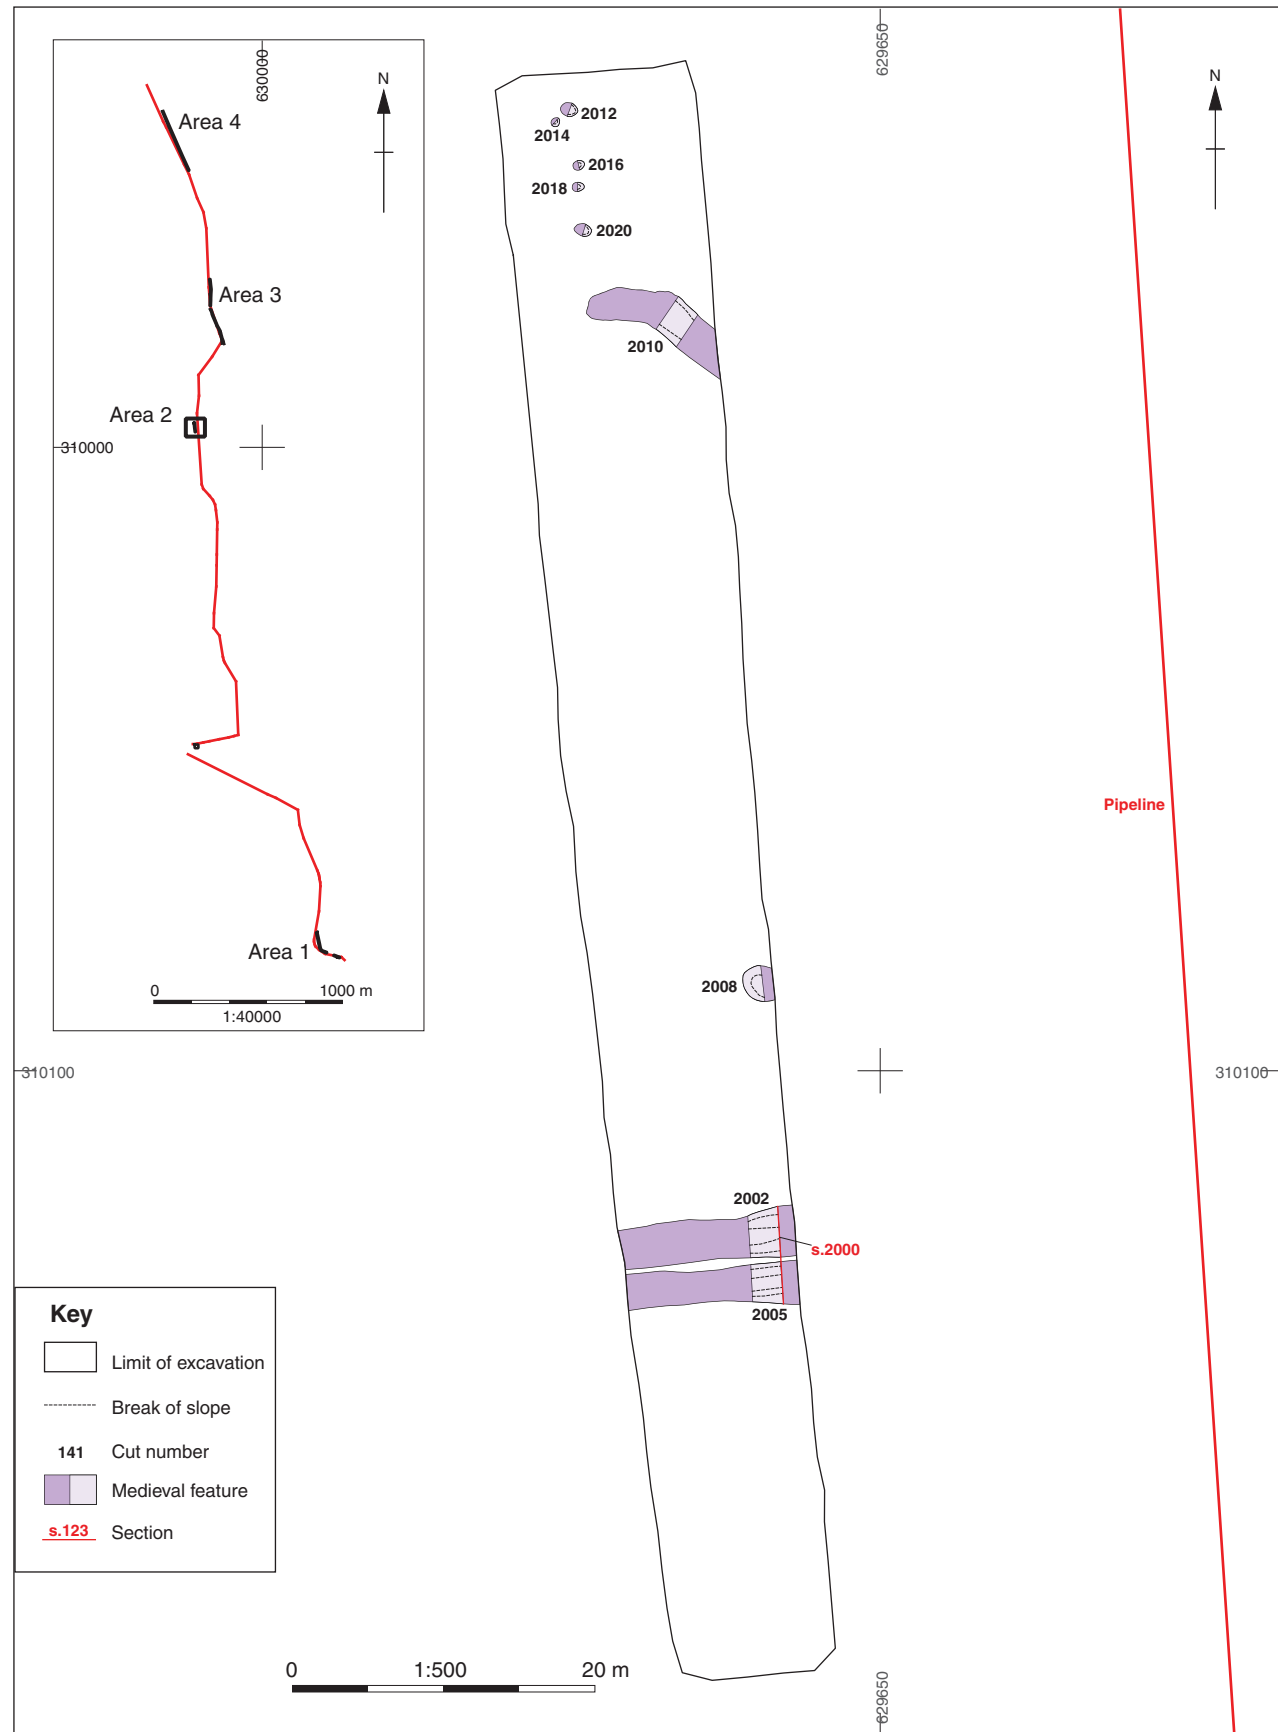 630000
N
Area 4
Area 3
Area 2
310000
Area 1
0 1000 m
1:40000
629650
N
2012
2014
2016
2018
2020
2010
Pipeline
2008
310100
310100
2002
s.2000
2005
Key
Limit of excavation
Break of slope
141 Cut number
Medieval feature
s.123 Section
0 1:500 20 m
629650